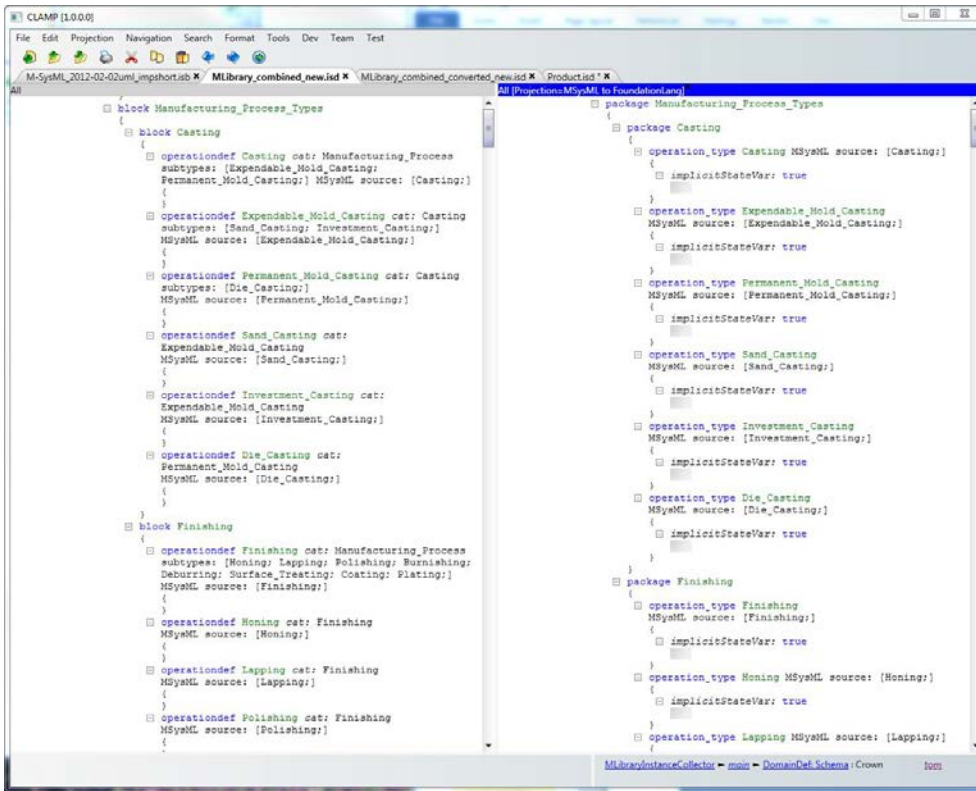 CLAMP [1.0.0.0]
File Edit Projection Navigation Search Format Tools Dev Team Test
M-SysML_2012-02-02uml_impshort.isb MLibrary_combined_new.isd MLibrary_combined_converted_new.isd Product.isd *
All
block Manufacturing_Process_Types
{
block Casting
{
operationdef Casting cat: Manufacturing_Process
subtypes: [Expendable_Mold_Casting;
Permanent_Mold_Casting;] MSysML source: [Casting;]
{
}
operationdef Expendable_Mold_Casting cat: Casting
subtypes: [Sand_Casting; Investment_Casting;]
MSysML source: [Expendable_Mold_Casting;]
{
}
operationdef Permanent_Mold_Casting cat: Casting
subtypes: [Die_Casting;]
MSysML source: [Permanent_Mold_Casting;]
{
}
operationdef Sand_Casting cat:
Expendable_Mold_Casting
MSysML source: [Sand_Casting;]
{
}
operationdef Investment_Casting cat:
Expendable_Mold_Casting
MSysML source: [Investment_Casting;]
{
}
operationdef Die_Casting cat:
Permanent_Mold_Casting
MSysML source: [Die_Casting;]
{
}
}
block Finishing
{
operationdef Finishing cat: Manufacturing_Process
subtypes: [Honing; Lapping; Polishing; Burnishing;
Deburring; Surface_Treating; Coating; Plating;]
MSysML source: [Finishing;]
{
}
operationdef Honing cat: Finishing
MSysML source: [Honing;]
{
}
operationdef Lapping cat: Finishing
MSysML source: [Lapping;]
{
}
operationdef Polishing cat: Finishing
MSysML source: [Polishing;]
{
All [Projection=MSysML to FoundationLang]
package Manufacturing_Process_Types
{
package Casting
{
operation_type Casting MSysML source: [Casting;]
{
implicitStateVar: true
}
operation_type Expendable_Mold_Casting
MSysML source: [Expendable_Mold_Casting;]
{
implicitStateVar: true
}
operation_type Permanent_Mold_Casting
MSysML source: [Permanent_Mold_Casting;]
{
implicitStateVar: true
}
operation_type Sand_Casting
MSysML source: [Sand_Casting;]
{
implicitStateVar: true
}
operation_type Investment_Casting
MSysML source: [Investment_Casting;]
{
implicitStateVar: true
}
operation_type Die_Casting
MSysML source: [Die_Casting;]
{
implicitStateVar: true
}
}
package Finishing
{
operation_type Finishing
MSysML source: [Finishing;]
{
implicitStateVar: true
}
operation_type Honing MSysML source: [Honing;]
{
implicitStateVar: true
}
operation_type Lapping MSysML source: [Lapping;]
{
MLibraryInstanceCollector main DomainDef: Schema : Crown tom